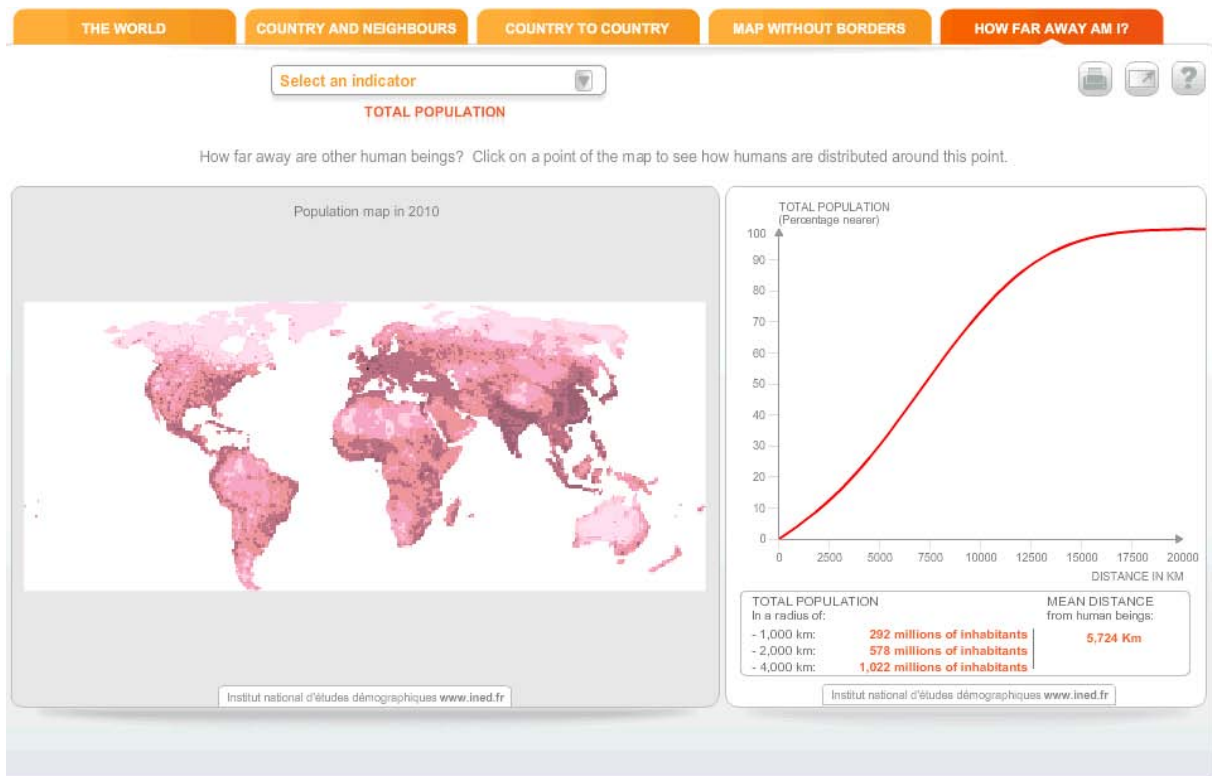 THE WORLD
COUNTRY AND NEIGHBOURS
COUNTRY TO COUNTRY
MAP WITHOUT BORDERS
HOW FAR AWAY AM I?
Select an indicator
?
TOTAL POPULATION
How far away are other human beings? Click on a point of the map to see how humans are distributed around this point.
Population map in 2010
Institut national d'études démographiques www.ined.fr
TOTAL POPULATION
(Percentage nearer)
100
90
80
70
60
50
40
30
20
10
0
0 2500 5000 7500 10000 12500 15000 17500 20000
DISTANCE IN KM
TOTAL POPULATION
In a radius of:
- 1,000 km: 292 millions of inhabitants
- 2,000 km: 578 millions of inhabitants
- 4,000 km: 1,022 millions of inhabitants
MEAN DISTANCE
from human beings:
5,724 Km
Institut national d'études démographiques www.ined.fr